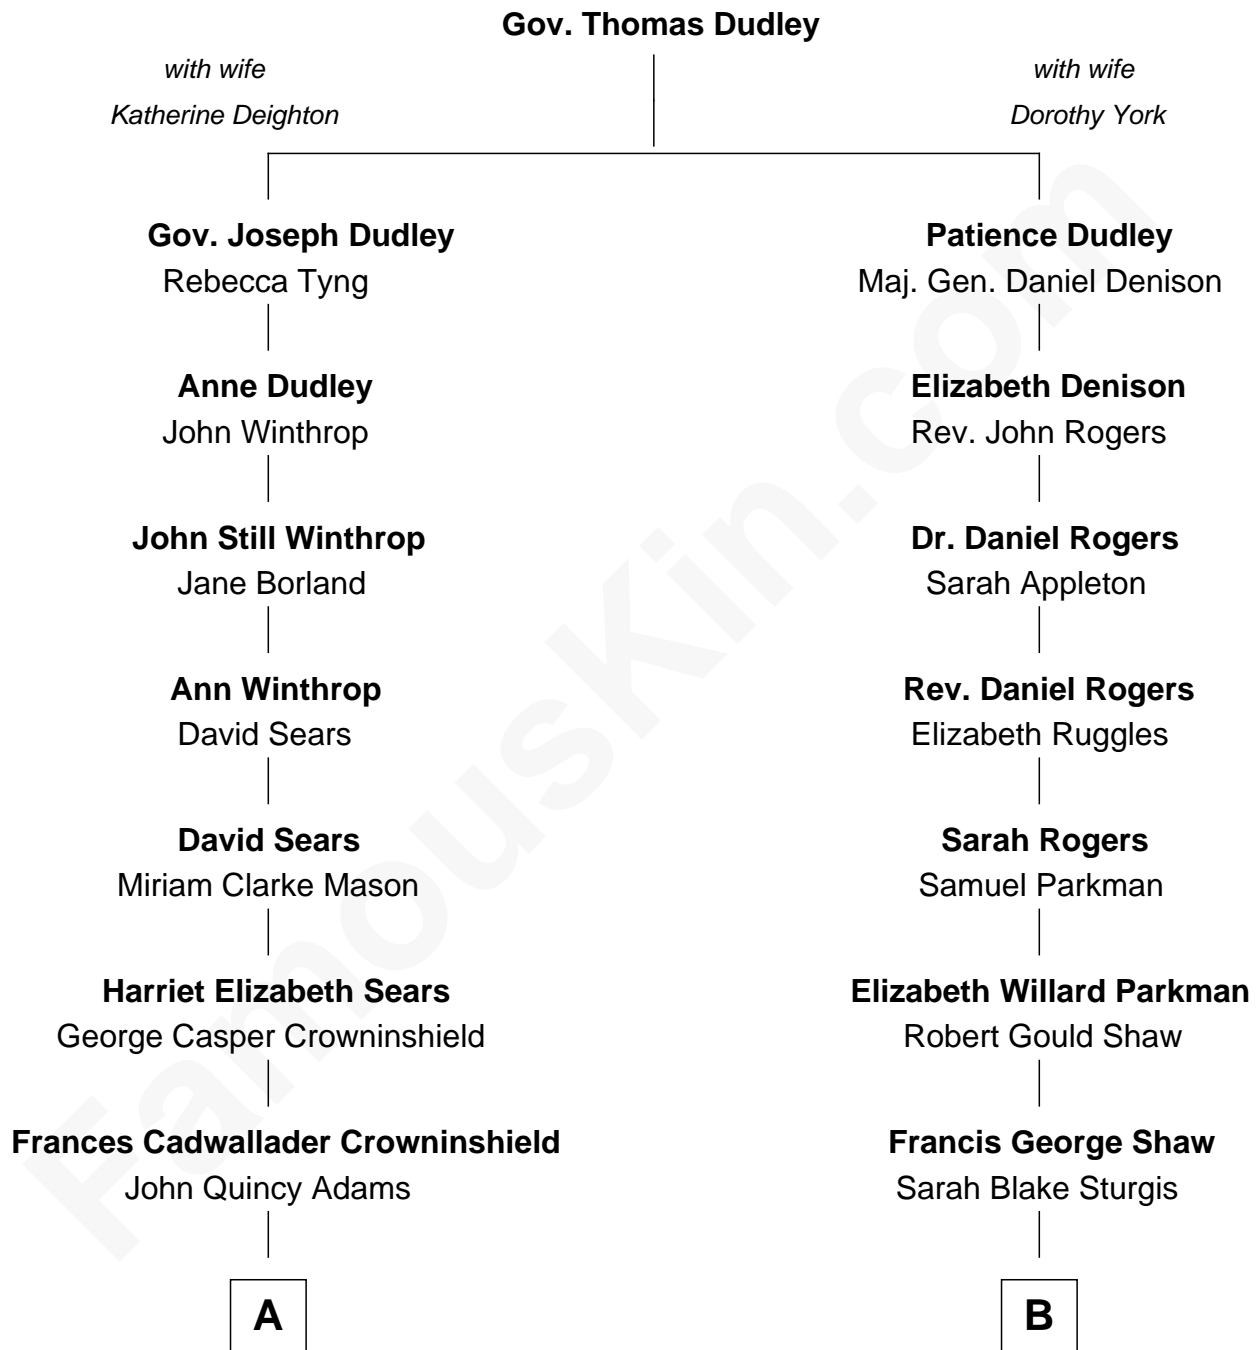 Gov. Thomas Dudley
with wife
Katherine Deighton
with wife
Dorothy York
Gov. Joseph Dudley
Rebecca Tyng
Patience Dudley
Maj. Gen. Daniel Denison
Anne Dudley
John Winthrop
Elizabeth Denison
Rev. John Rogers
John Still Winthrop
Jane Borland
Dr. Daniel Rogers
Sarah Appleton
Ann Winthrop
David Sears
Rev. Daniel Rogers
Elizabeth Ruggles
David Sears
Miriam Clarke Mason
Sarah Rogers
Samuel Parkman
Harriet Elizabeth Sears
George Casper Crowninshield
Elizabeth Willard Parkman
Robert Gould Shaw
Frances Cadwallader Crowninshield
John Quincy Adams
Francis George Shaw
Sarah Blake Sturgis
A
B
FamousKin.com